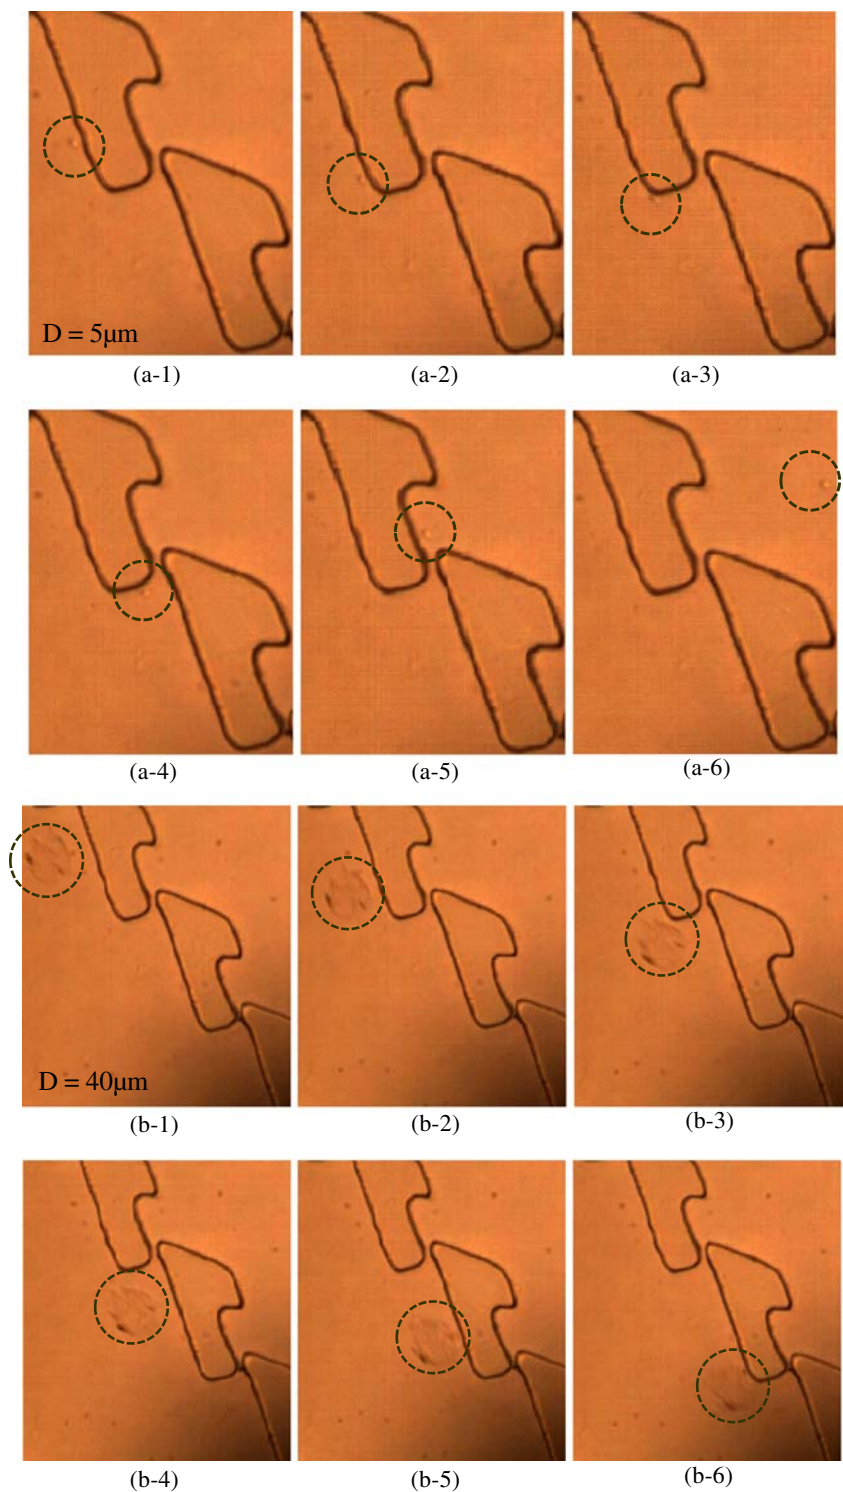 D = 5µm
(a-1)
(a-2)
(a-3)
(a-4)
(a-5)
(a-6)
D = 40µm
(b-1)
(b-2)
(b-3)
(b-4)
(b-5)
(b-6)